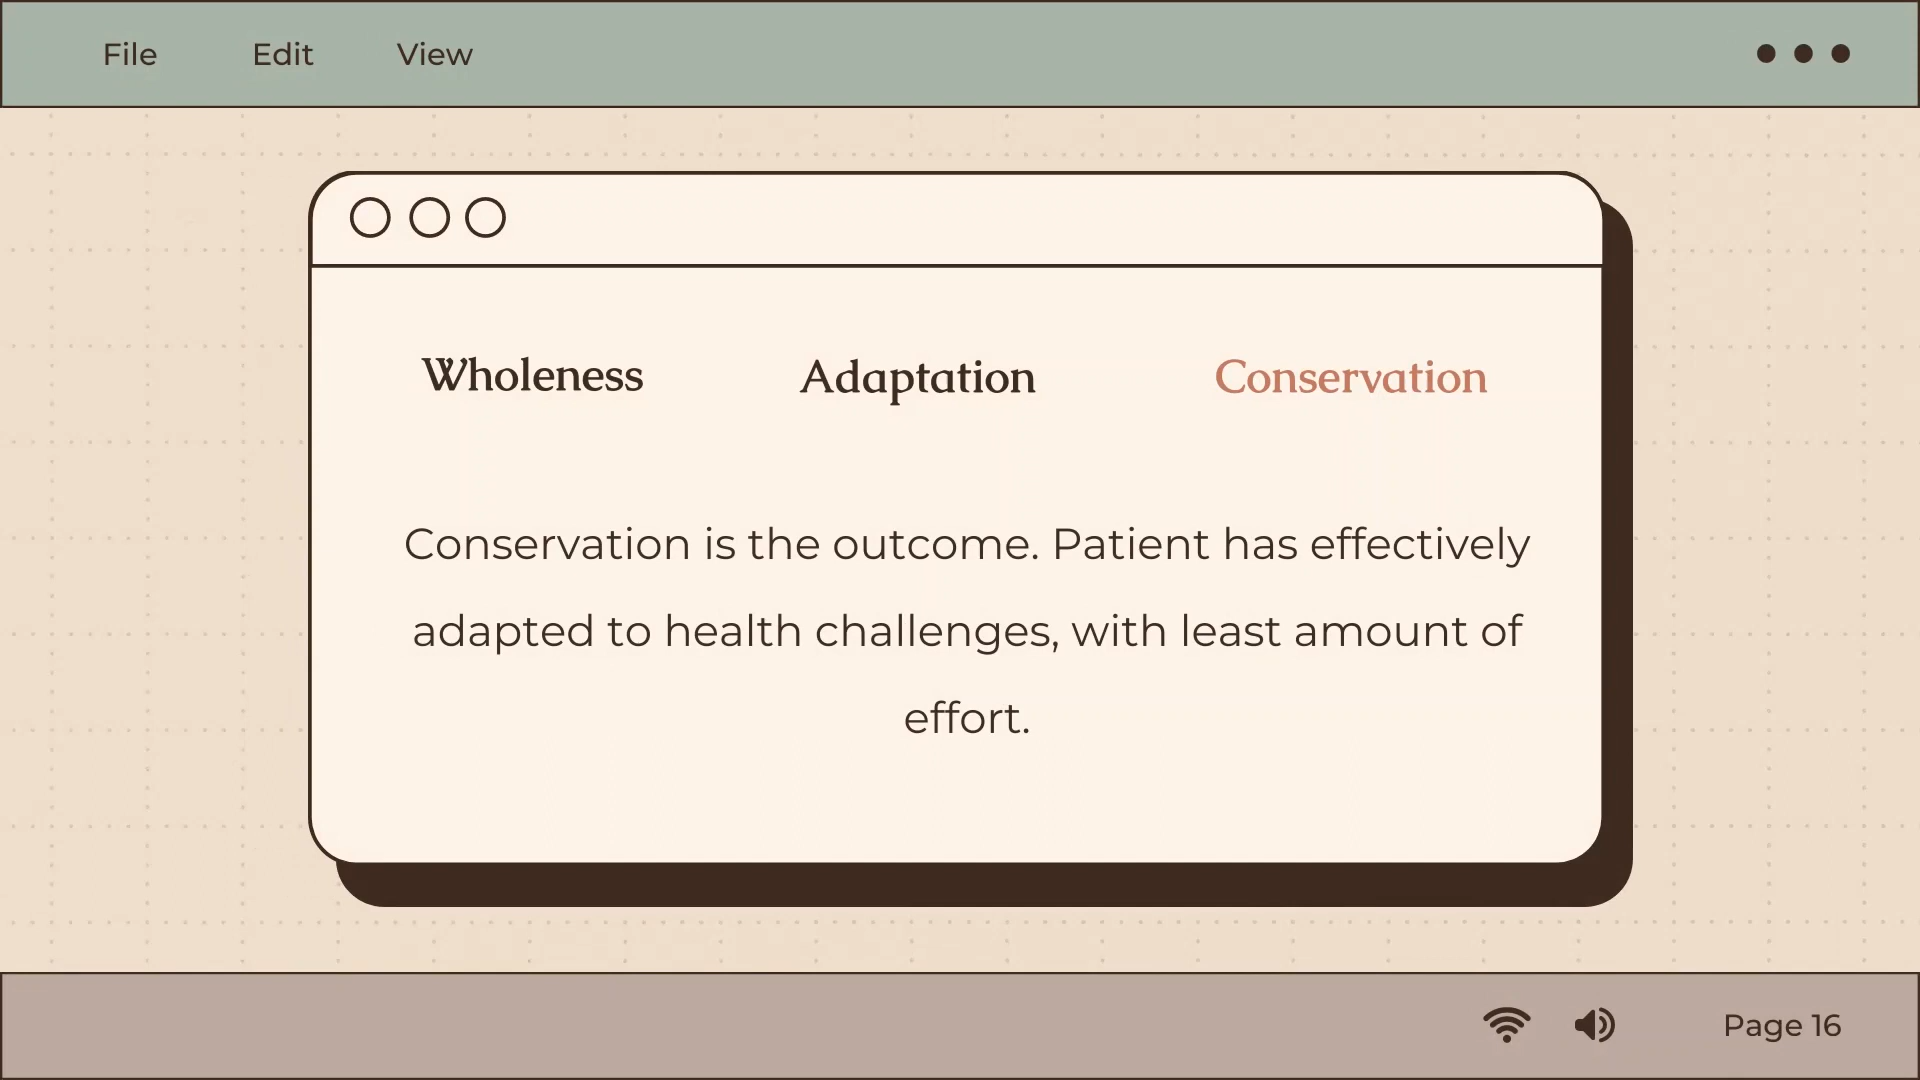 File Edit View
Wholeness Adaptation Conservation
Conservation is the outcome. Patient has effectively
adapted to health challenges, with least amount of
effort.
Page 16